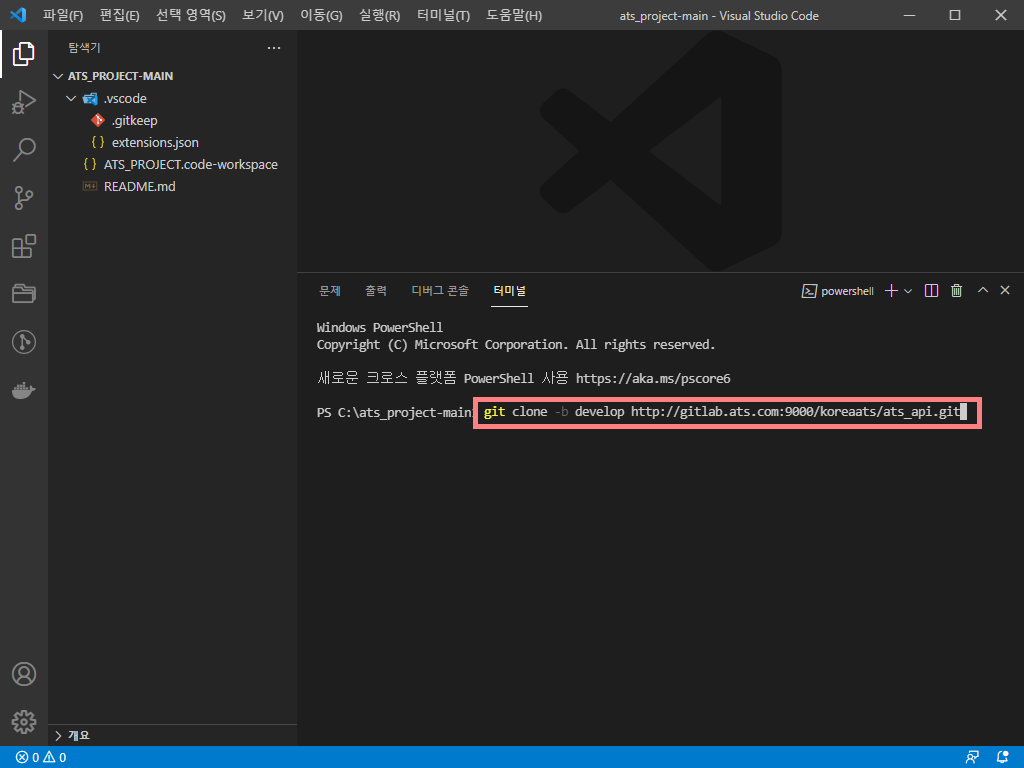 파일(F) 편집(E) 선택 영역(S) 보기(V) 이동(G) 실행(R) 터미널(T) 도움말(H) ats_project-main - Visual Studio Code
탐색기
ATS_PROJECT-MAIN
.vscode
.gitkeep
{ } extensions.json
{ } ATS_PROJECT.code-workspace
README.md
문제 출력 디버그 콘솔 터미널 powershell
Windows PowerShell
Copyright (C) Microsoft Corporation. All rights reserved.
새로운 크로스 플랫폼 PowerShell 사용 https://aka.ms/pscore6
PS C:\ats_project-main> git clone -b develop http://gitlab.ats.com:9000/koreaats/ats_api.git
개요
0 0